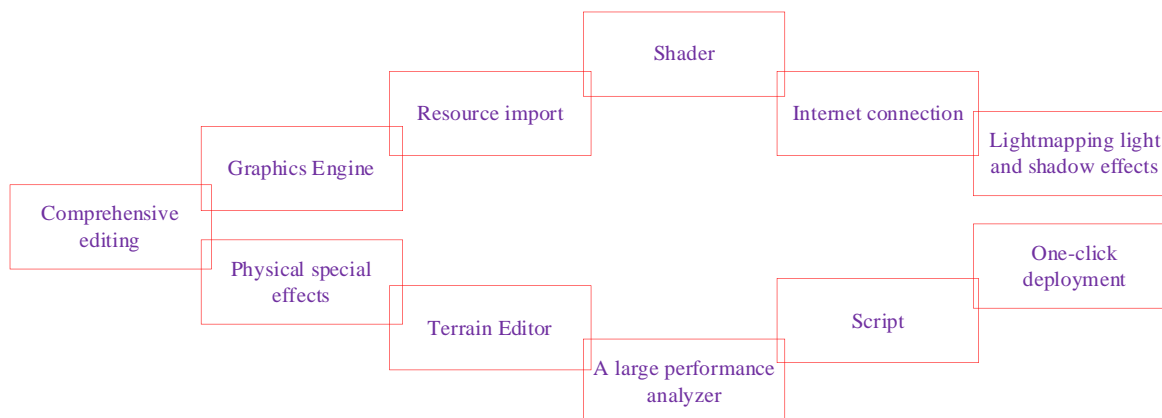 Shader
Resource import
Internet connection
Lightmapping light
and shadow effects
Graphics Engine
Comprehensive
editing
Physical special
effects
One-click
deployment
Terrain Editor
Script
A large performance
analyzer